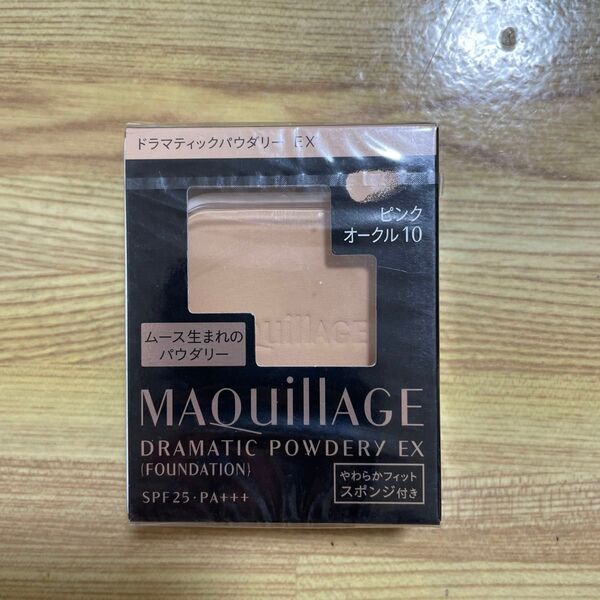 ドラマティックパウダリー EX
ピンク
オークル10
QuillAGE
ムース生まれの
パウダリー
MAQuillAGE
DRAMATIC POWDERY EX
{FOUNDATION}
SPF25・PA+++
やわらかフィット
スポンジ付き